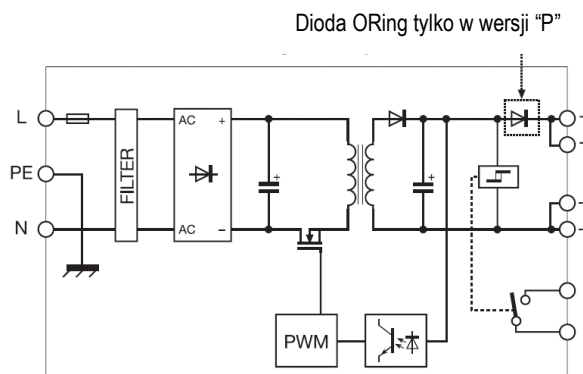 Dioda ORing tylko w wersji “P”
L
AC +
PE
FILTER
N
AC −
+
+
PWM